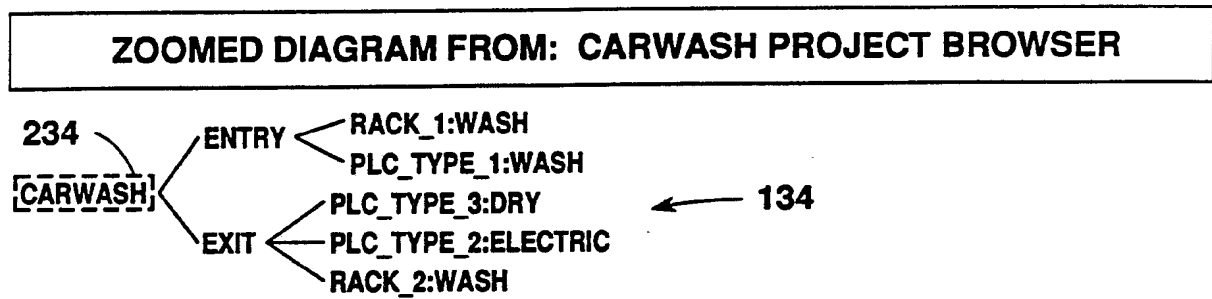 ZOOMED DIAGRAM FROM: CARWASH PROJECT BROWSER
234
ENTRY
RACK_1:WASH
PLC_TYPE_1:WASH
CARWASH
PLC_TYPE_3:DRY
134
EXIT
PLC_TYPE_2:ELECTRIC
RACK_2:WASH